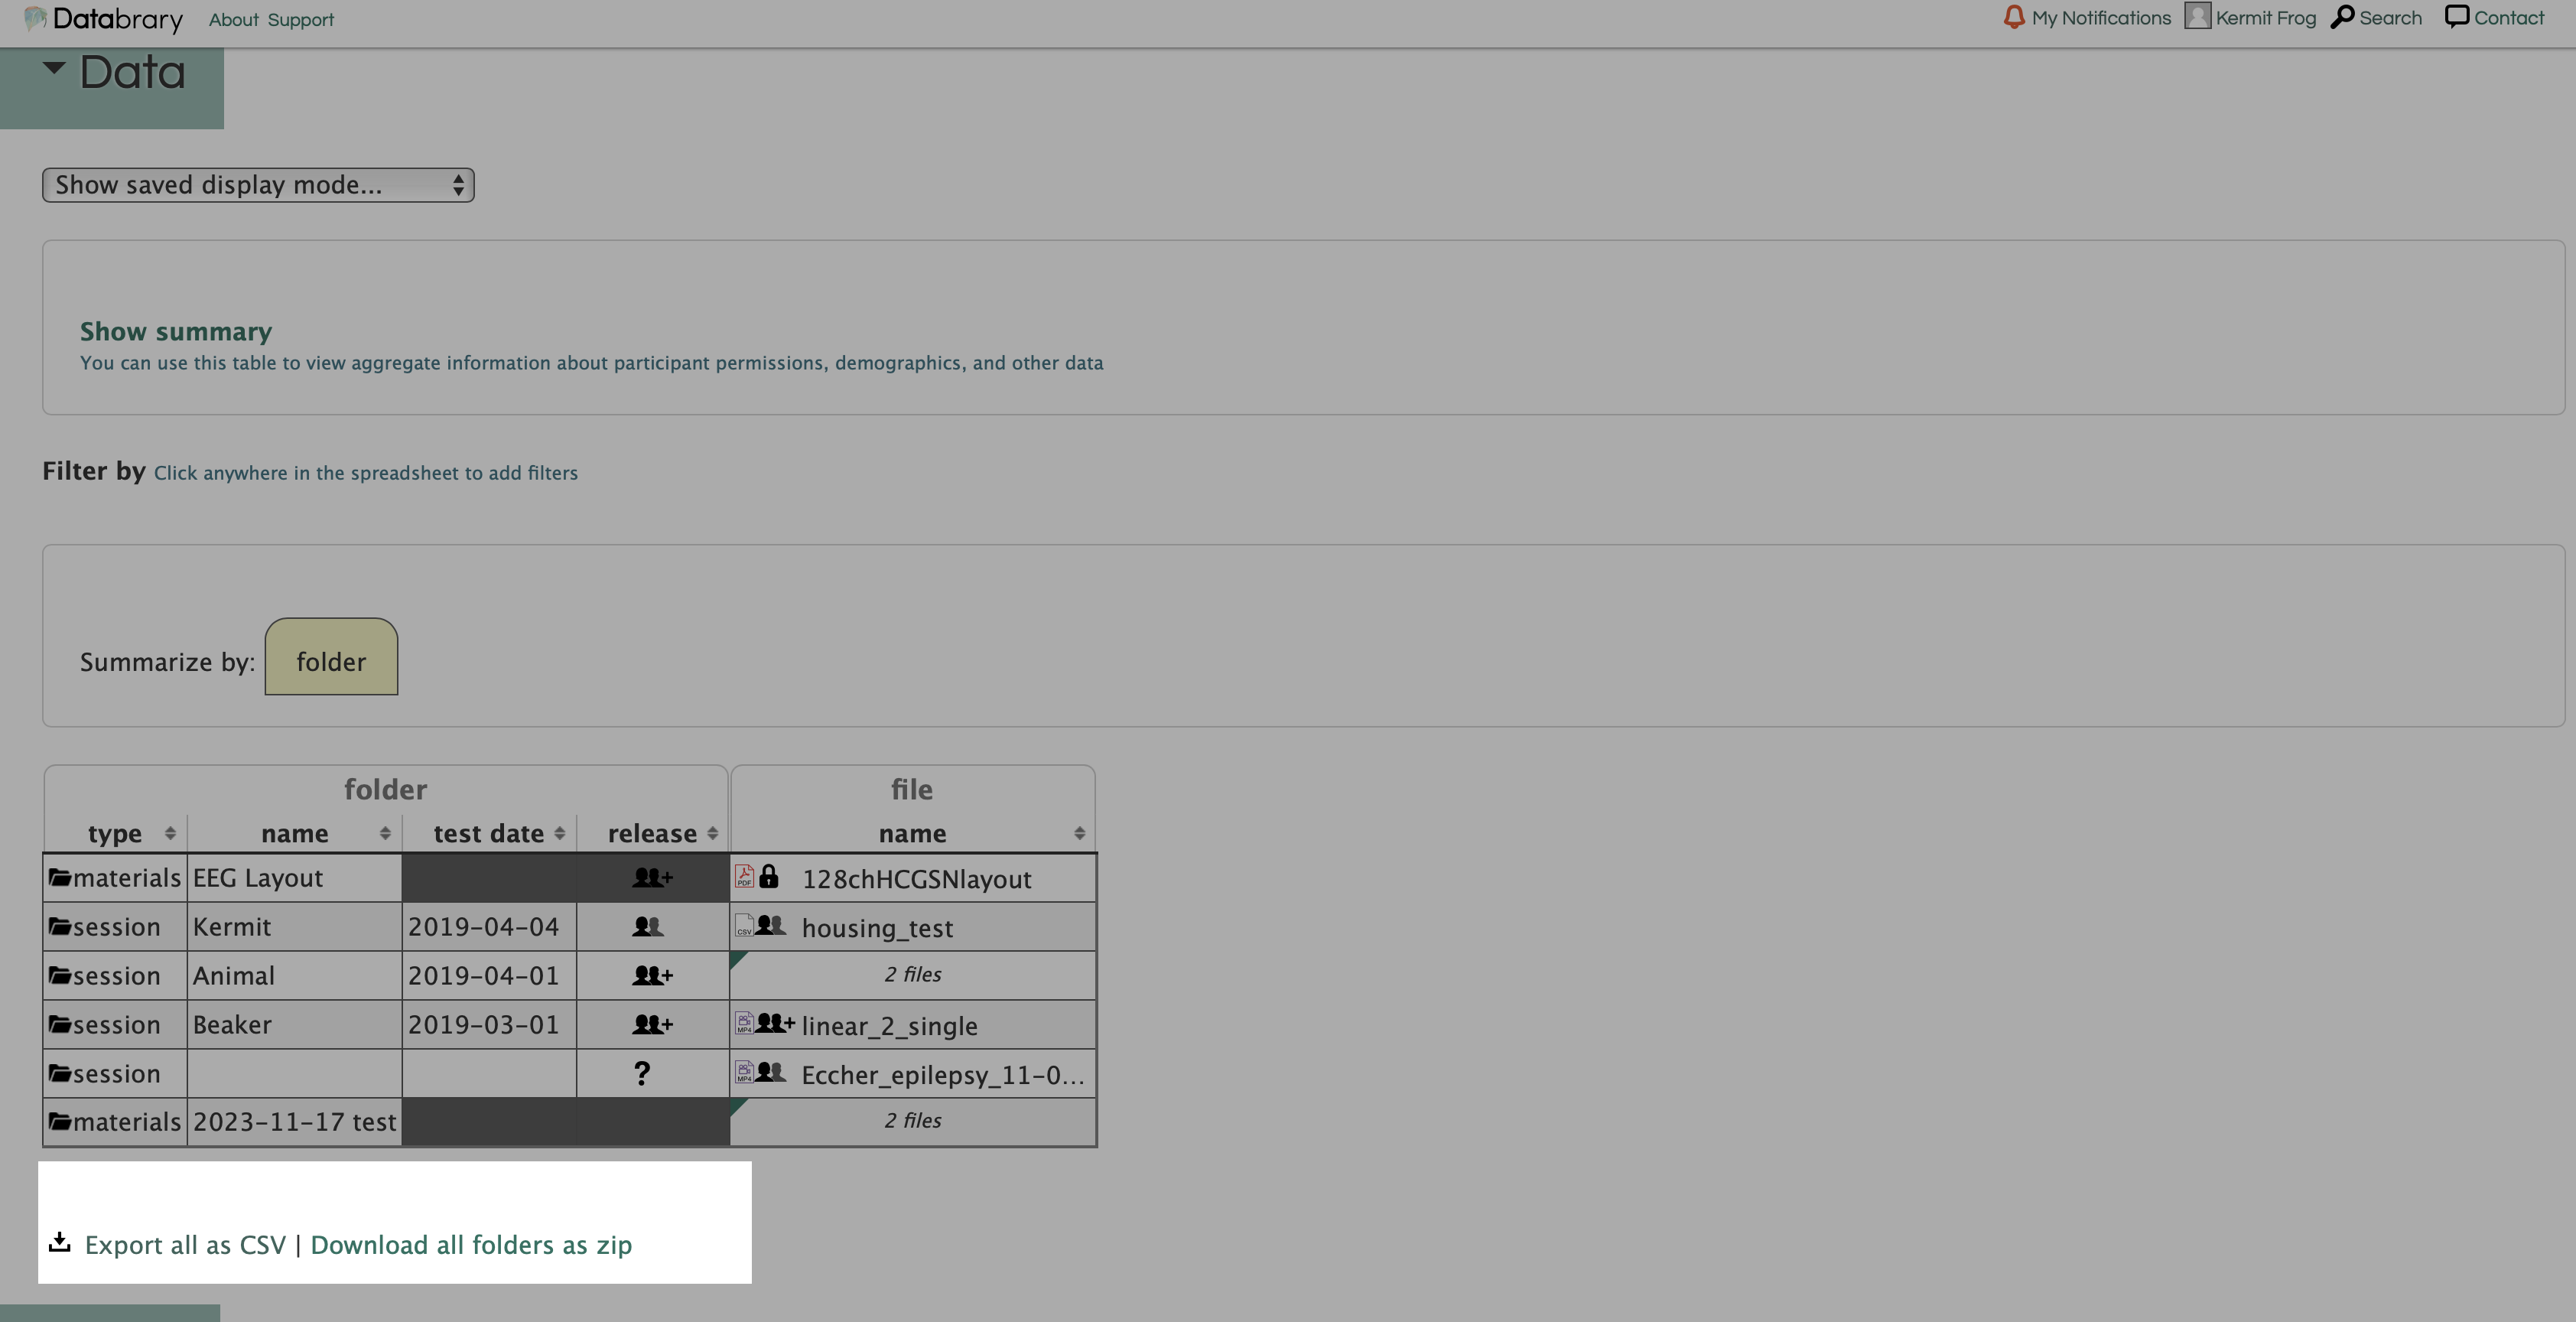 Databrary About Support My Notifications Kermit Frog Search Contact
Data
Show saved display mode...
Show summary
You can use this table to view aggregate information about participant permissions, demographics, and other data
Filter by Click anywhere in the spreadsheet to add filters
Summarize by: folder
folder file
type name test date release name
materials EEG Layout + PDF 128chHCGSNlayout
session Kermit 2019-04-04 CSV housing_test
session Animal 2019-04-01 + 2 files
session Beaker 2019-03-01 + MP4 + linear_2_single
session ? MP4 Eccher_epilepsy_11-0...
materials 2023-11-17 test 2 files
Export all as CSV | Download all folders as zip